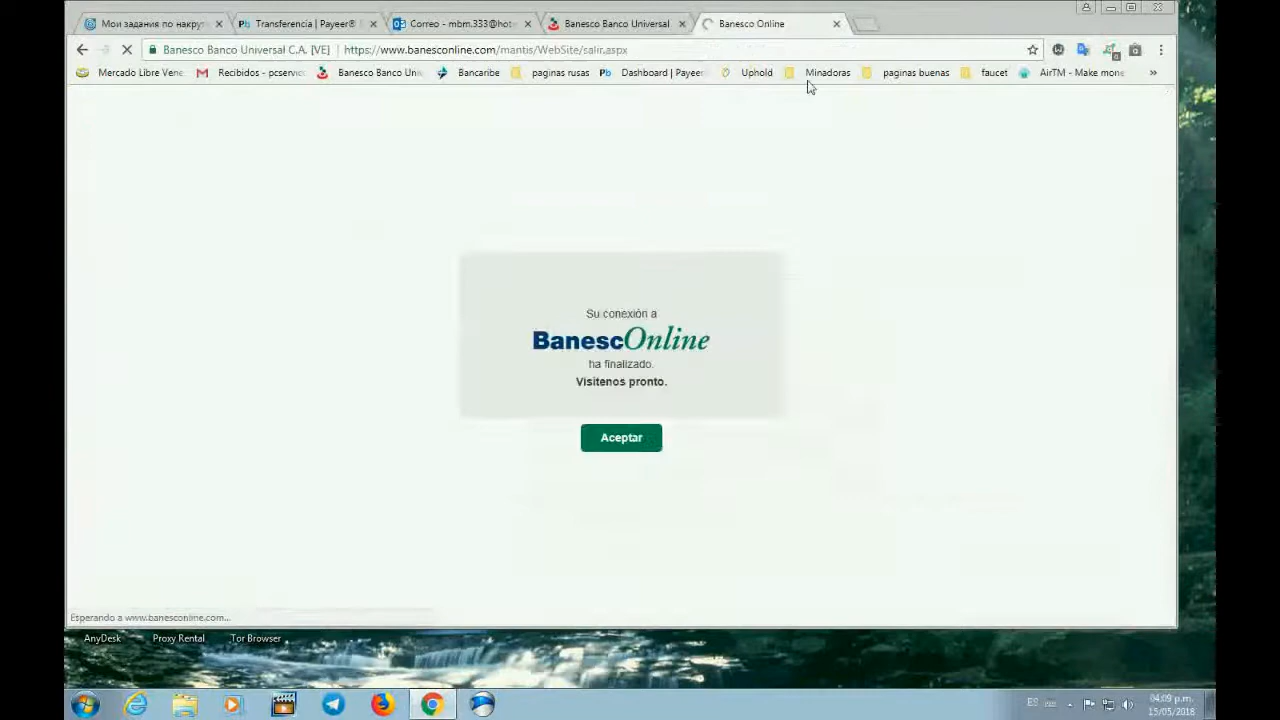 Мои задания по накрут
Transferencia | Payeer®
Correo - mbm.333@hot
Banesco Banco Universal
Banesco Online
Banesco Banco Universal C.A. [VE] | https://www.banesconline.com/mantis/WebSite/salir.aspx
Mercado Libre Vene
Recibidos - pcservic
Banesco Banco Uni
Bancaribe
paginas rusas
Dashboard | Payeer
Uphold
Minadoras
paginas buenas
faucet
AirTM - Make mone
»
Su conexión a
BanescOnline
ha finalizado.
Visítenos pronto.
Aceptar
Esperando a www.banesconline.com...
AnyDesk
Proxy Rental
Tor Browser
ES
04:09 p.m.
15/05/2018